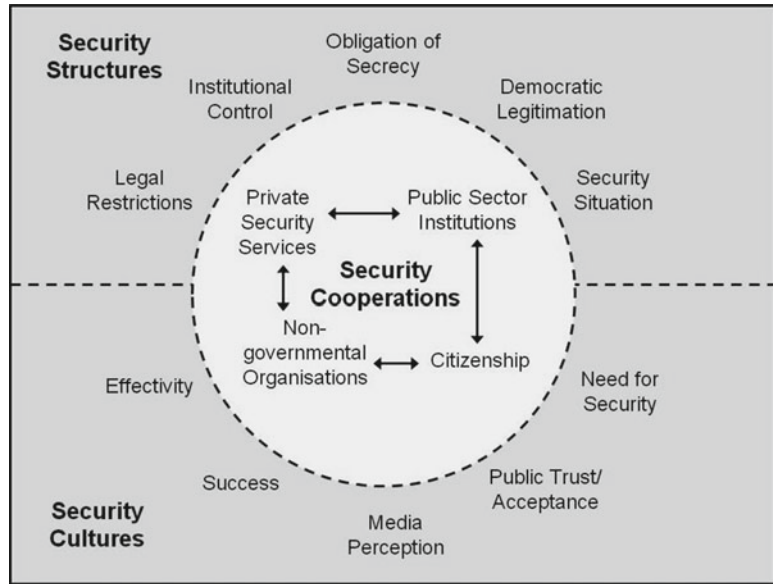 Security
Structures
Obligation of
Secrecy
Institutional
Control
Democratic
Legitimation
Legal
Restrictions
Security
Situation
Private
Security
Services
Public Sector
Institutions
Security
Cooperations
Non-
governmental
Organisations
Citizenship
Effectivity
Need for
Security
Success
Public Trust/
Acceptance
Security
Cultures
Media
Perception